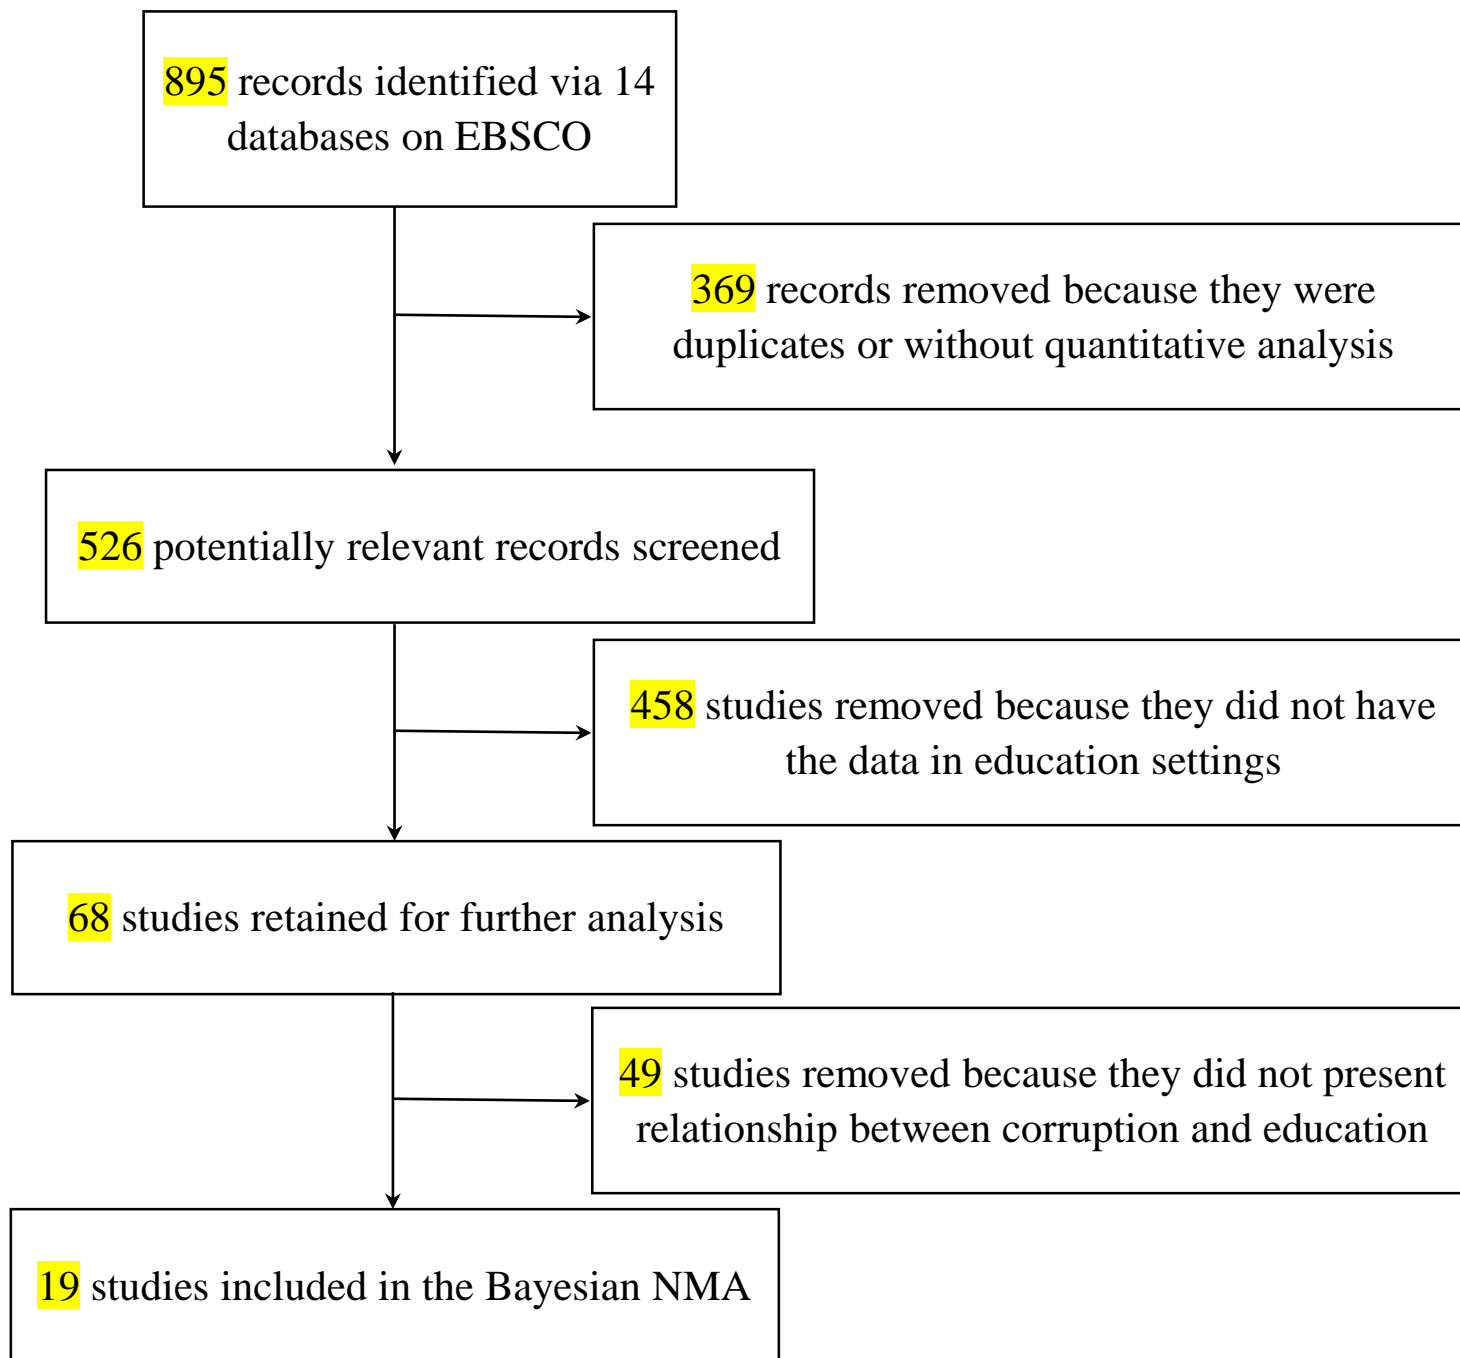 895 records identified via 14
databases on EBSCO
369 records removed because they were
duplicates or without quantitative analysis
526 potentially relevant records screened
458 studies removed because they did not have
the data in education settings
68 studies retained for further analysis
49 studies removed because they did not present
relationship between corruption and education
19 studies included in the Bayesian NMA